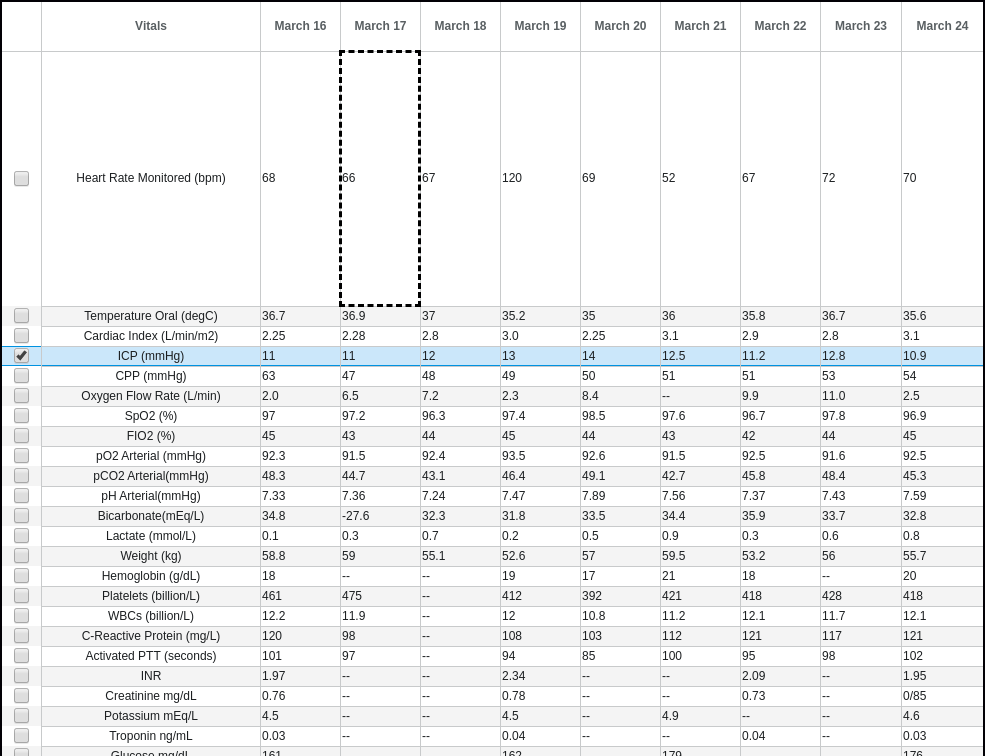 Vitals March 16 March 17 March 18 March 19 March 20 March 21 March 22 March 23 March 24
Heart Rate Monitored (bpm) 68 66 67 120 69 52 67 72 70
Temperature Oral (degC) 36.7 36.9 37 35.2 35 36 35.8 36.7 35.6
Cardiac Index (L/min/m2) 2.25 2.28 2.8 3.0 2.25 3.1 2.9 2.8 3.1
ICP (mmHg) 11 11 12 13 14 12.5 11.2 12.8 10.9
CPP (mmHg) 63 47 48 49 50 51 51 53 54
Oxygen Flow Rate (L/min) 2.0 6.5 7.2 2.3 8.4 -- 9.9 11.0 2.5
SpO2 (%) 97 97.2 96.3 97.4 98.5 97.6 96.7 97.8 96.9
FIO2 (%) 45 43 44 45 44 43 42 44 45
pO2 Arterial (mmHg) 92.3 91.5 92.4 93.5 92.6 91.5 92.5 91.6 92.5
pCO2 Arterial(mmHg) 48.3 44.7 43.1 46.4 49.1 42.7 45.8 48.4 45.3
pH Arterial(mmHg) 7.33 7.36 7.24 7.47 7.89 7.56 7.37 7.43 7.59
Bicarbonate(mEq/L) 34.8 -27.6 32.3 31.8 33.5 34.4 35.9 33.7 32.8
Lactate (mmol/L) 0.1 0.3 0.7 0.2 0.5 0.9 0.3 0.6 0.8
Weight (kg) 58.8 59 55.1 52.6 57 59.5 53.2 56 55.7
Hemoglobin (g/dL) 18 -- -- 19 17 21 18 -- 20
Platelets (billion/L) 461 475 -- 412 392 421 418 428 418
WBCs (billion/L) 12.2 11.9 -- 12 10.8 11.2 12.1 11.7 12.1
C-Reactive Protein (mg/L) 120 98 -- 108 103 112 121 117 121
Activated PTT (seconds) 101 97 -- 94 85 100 95 98 102
INR 1.97 -- -- 2.34 -- -- 2.09 -- 1.95
Creatinine mg/dL 0.76 -- -- 0.78 -- -- 0.73 -- 0/85
Potassium mEq/L 4.5 -- -- 4.5 -- 4.9 -- -- 4.6
Troponin ng/mL 0.03 -- -- 0.04 -- -- 0.04 -- 0.03
Glucose mg/dL 161 162 179 176